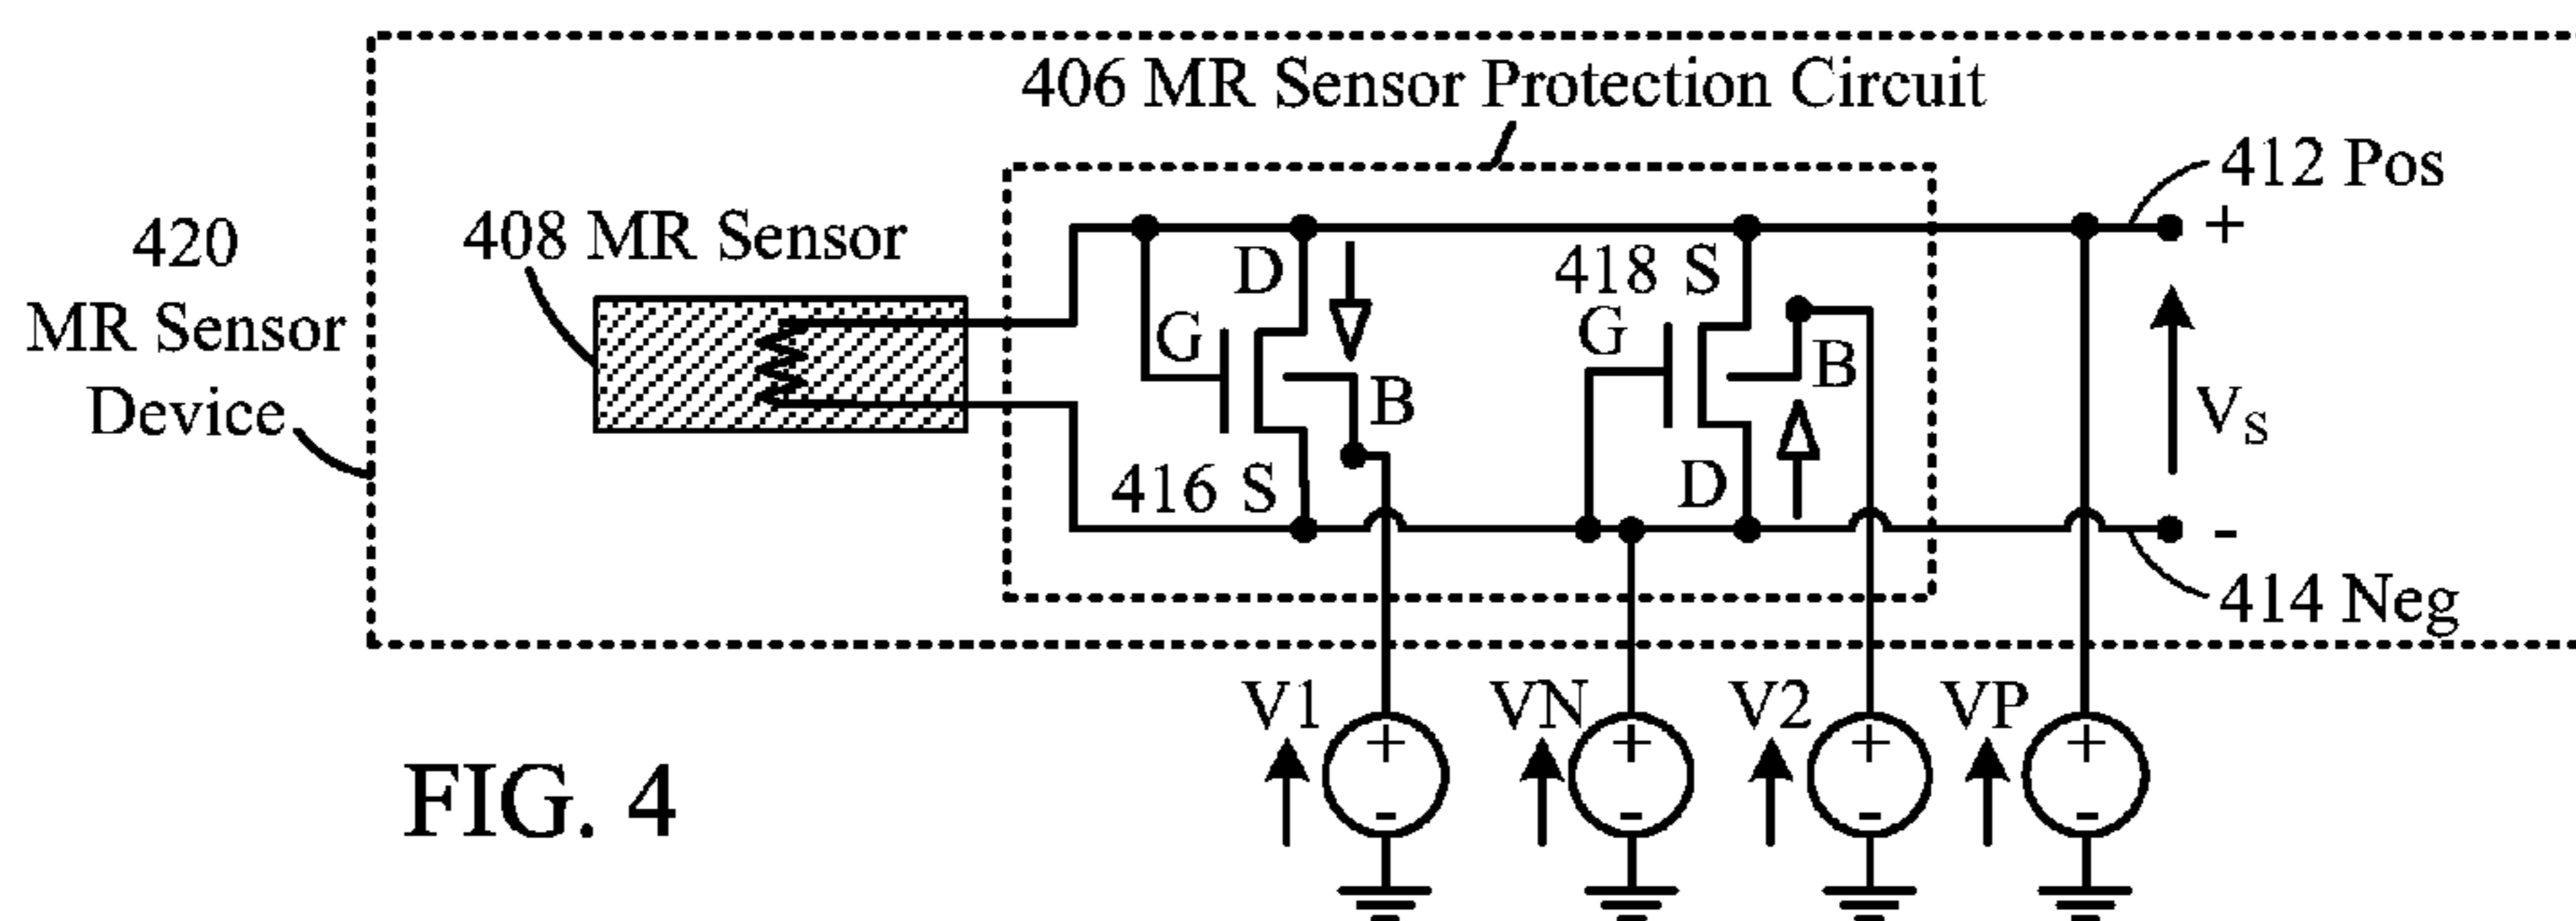 406 MR Sensor Protection Circuit
412 Pos
+
420
MR Sensor
Device
408 MR Sensor
D
G
B
416 S
418 S
G
B
D
V_S
-
414 Neg
V1
VN
V2
VP
+
-
+
-
+
-
+
-
FIG. 4